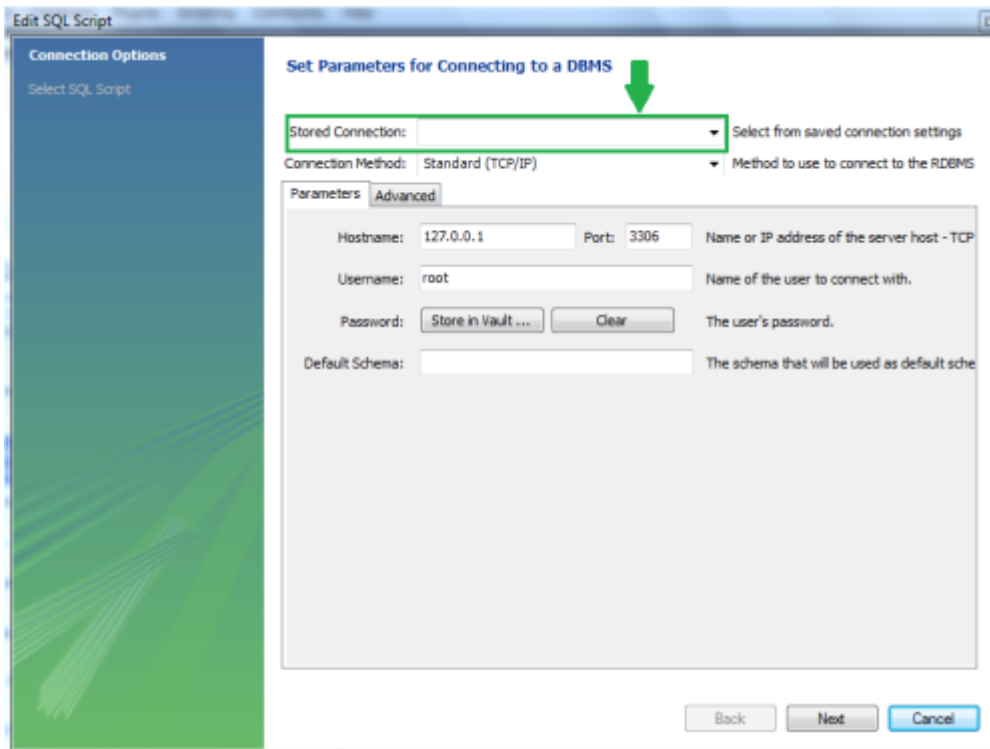 Edit SQL Script
Connection Options
Select SQL Script
Set Parameters for Connecting to a DBMS
Stored Connection: Select from saved connection settings
Connection Method: Standard (TCP/IP) Method to use to connect to the RDBMS
Parameters Advanced
Hostname: 127.0.0.1 Port: 3306 Name or IP address of the server host - TCP
Username: root Name of the user to connect with.
Password: Store in Vault ... Clear The user's password.
Default Schema: The schema that will be used as default sche
Back Next Cancel